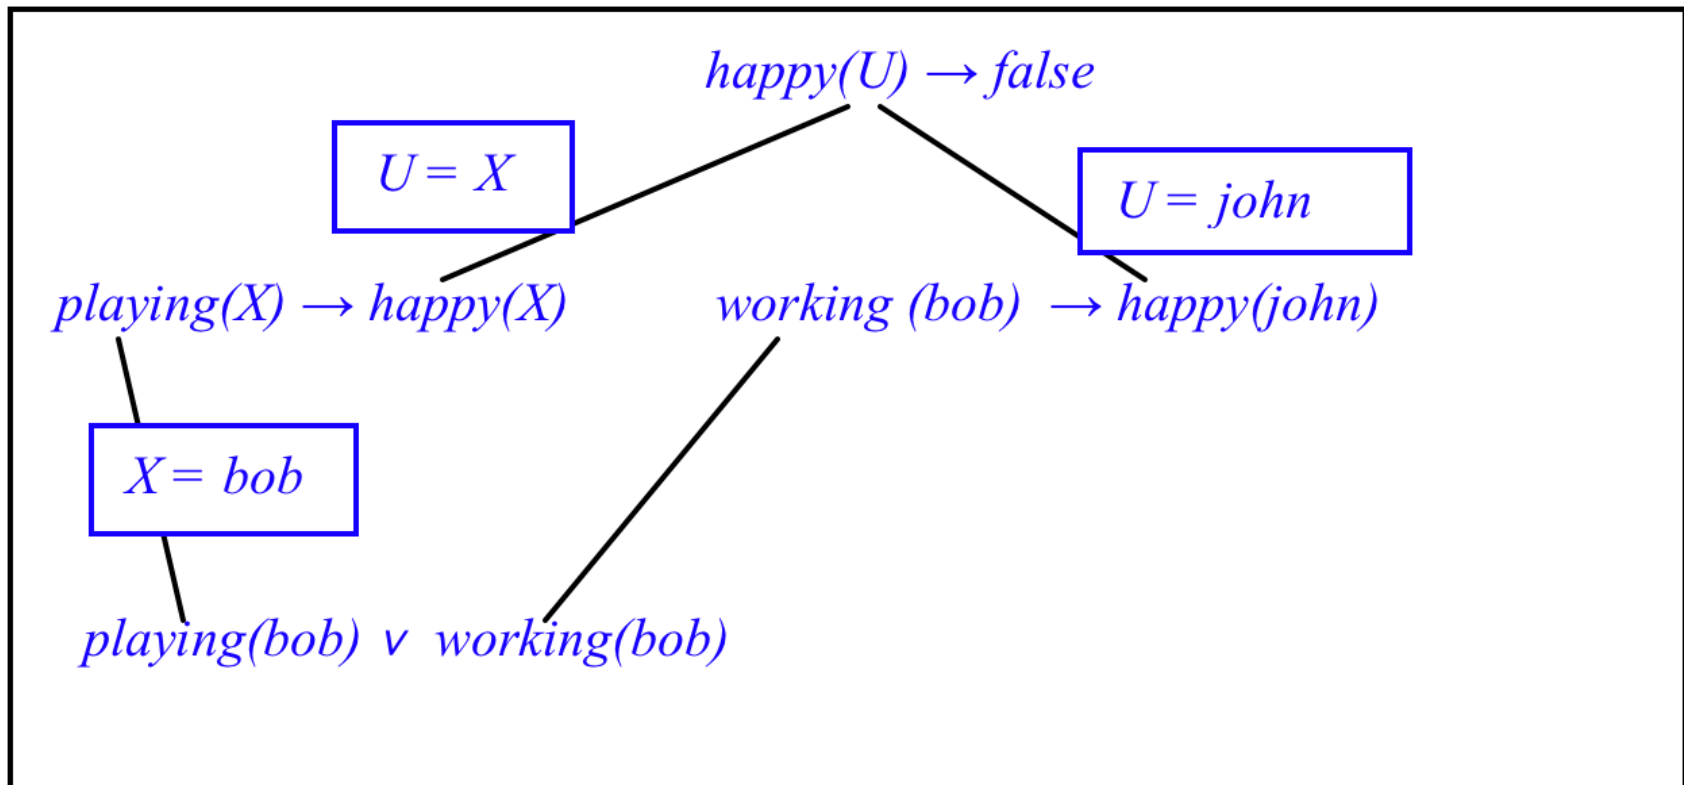 happy(U) → false
U = X
U = john
playing(X) → happy(X)
working (bob) → happy(john)
X = bob
playing(bob) v working(bob)